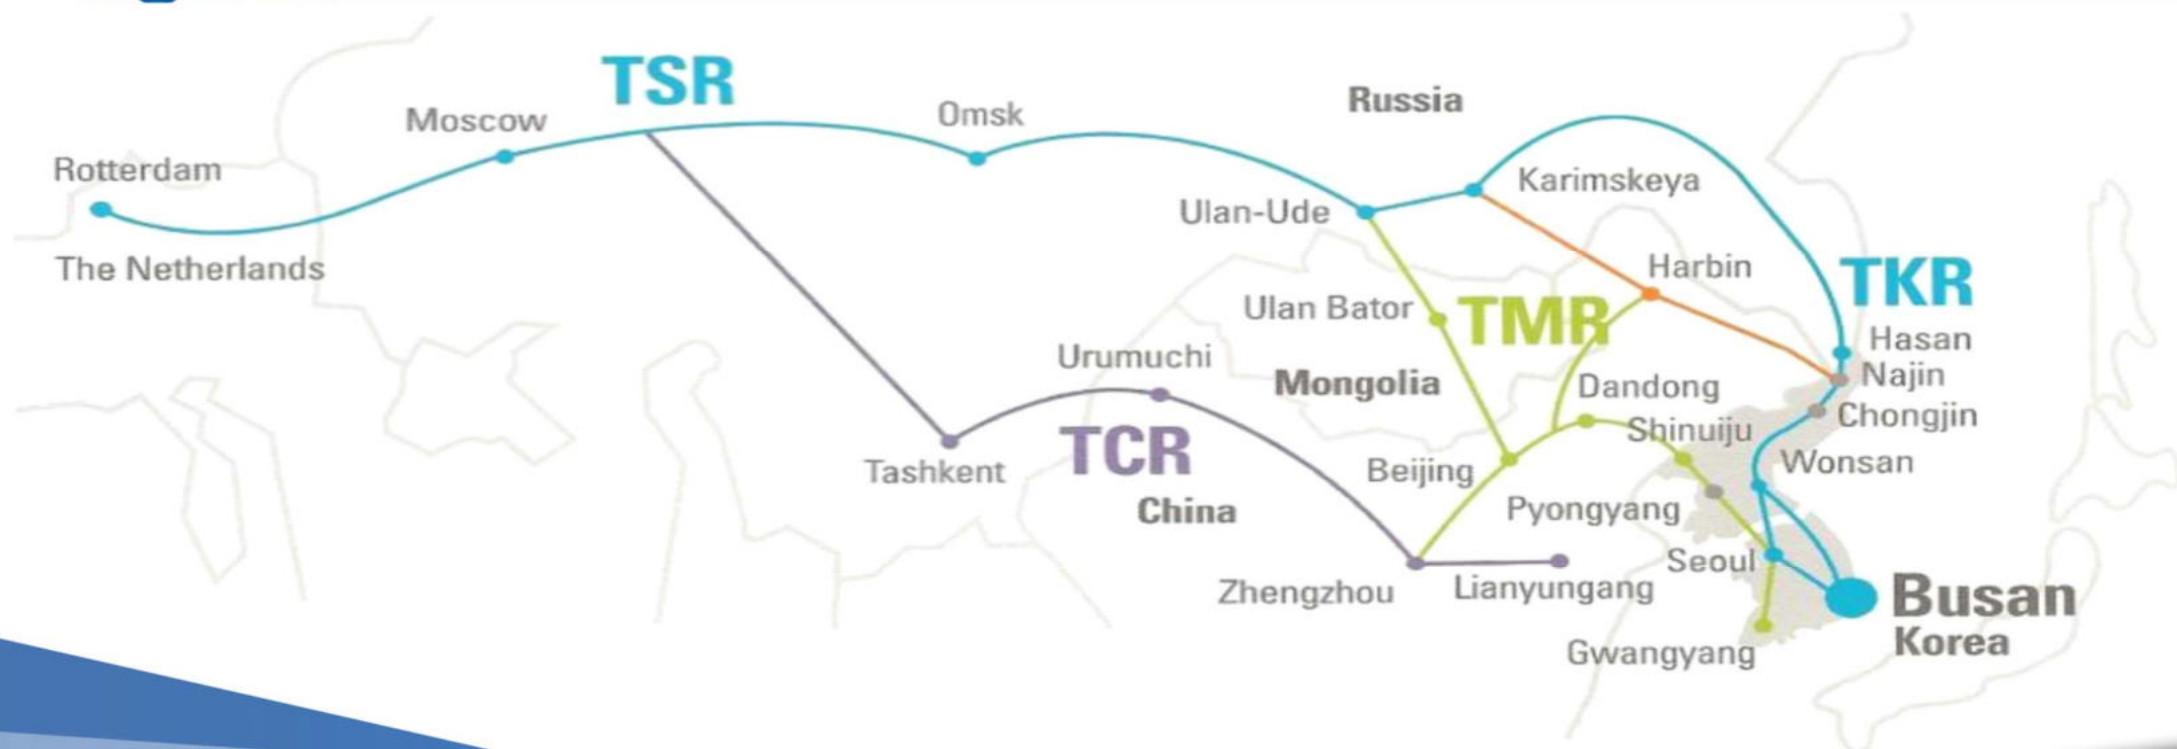 TSR
Russia
Moscow
Omsk
Rotterdam
Karimskeya
Ulan-Ude
The Netherlands
Harbin
TKR
Ulan Bator
TMR
Hasan
Urumuchi
Najin
Mongolia
Dandong
Chongjin
Shinuiju
TCR
Tashkent
Beijing
Wonsan
China
Pyongyang
Seoul
Zhengzhou
Lianyungang
Busan
Korea
Gwangyang